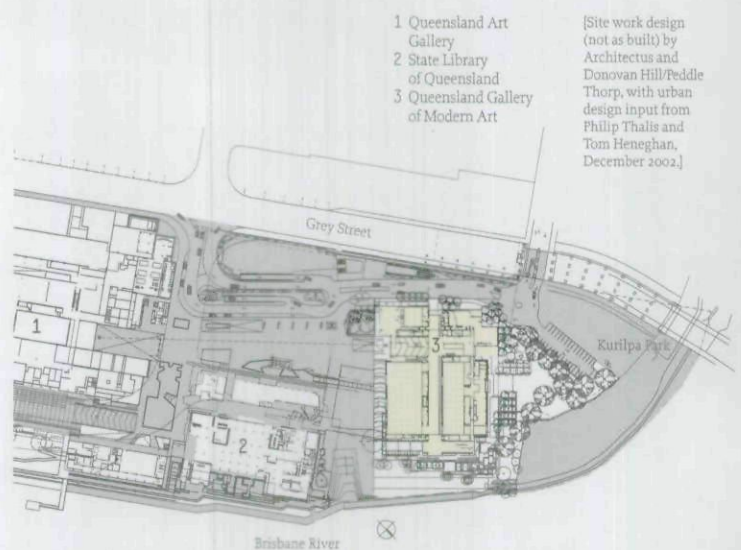 1 Queensland Art
Gallery
2 State Library
of Queensland
3 Queensland Gallery
of Modern Art
[Site work design
(not as built) by
Architectus and
Donovan Hill/Peddle
Thorp, with urban
design input from
Philip Thalis and
Tom Heneghan,
December 2002.]
Grey Street
1
3
Kurilpa Park
2
Brisbane River